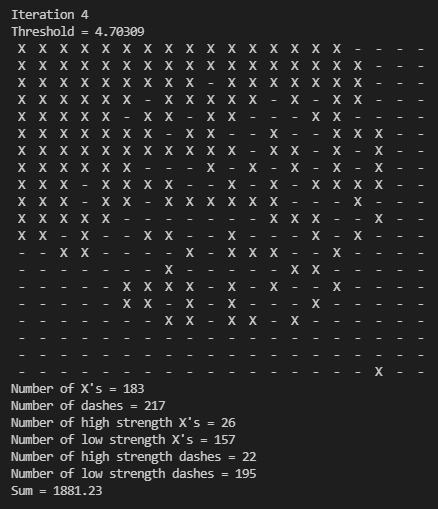 Iteration 4
Threshold = 4.70309
X X X X X X X X X X X X X X X X - - - -
X X X X X X X X X X X X X X X X X - - -
X X X X X X X X X - X X X X X X X - - -
X X X X X X - X X X X X - X - X X - - -
X X X X X - X X - X X - - - X X - - - -
X X X X X X X - X X - - X - - X X X - -
X X X X X X X X X X X - X X - X - X - -
X X X X X X - - - X - X - X - X - X - -
X X X - X X X X - - X - X - X X X X - -
X X X - X X - X X X X X X - - - X - - -
X X X X X - - - - - - - X X X - - X - -
X X - X - - X X - - X - - - X - X - - -
- - X X - - - - X - X X X - - X - - - -
- - - - - - - X - - - - - X X - - - - -
- - - - - X X X X - X - X - - X - - - -
- - - - - X X - X - X - - - X - - - - -
- - - - - - - X X - X X - X - - - - - -
- - - - - - - - - - - - - - - - - - - -
- - - - - - - - - - - - - - - - - - - -
- - - - - - - - - - - - - - - - - X - -
Number of X's = 183
Number of dashes = 217
Number of high strength X's = 26
Number of low strength X's = 157
Number of high strength dashes = 22
Number of low strength dashes = 195
Sum = 1881.23